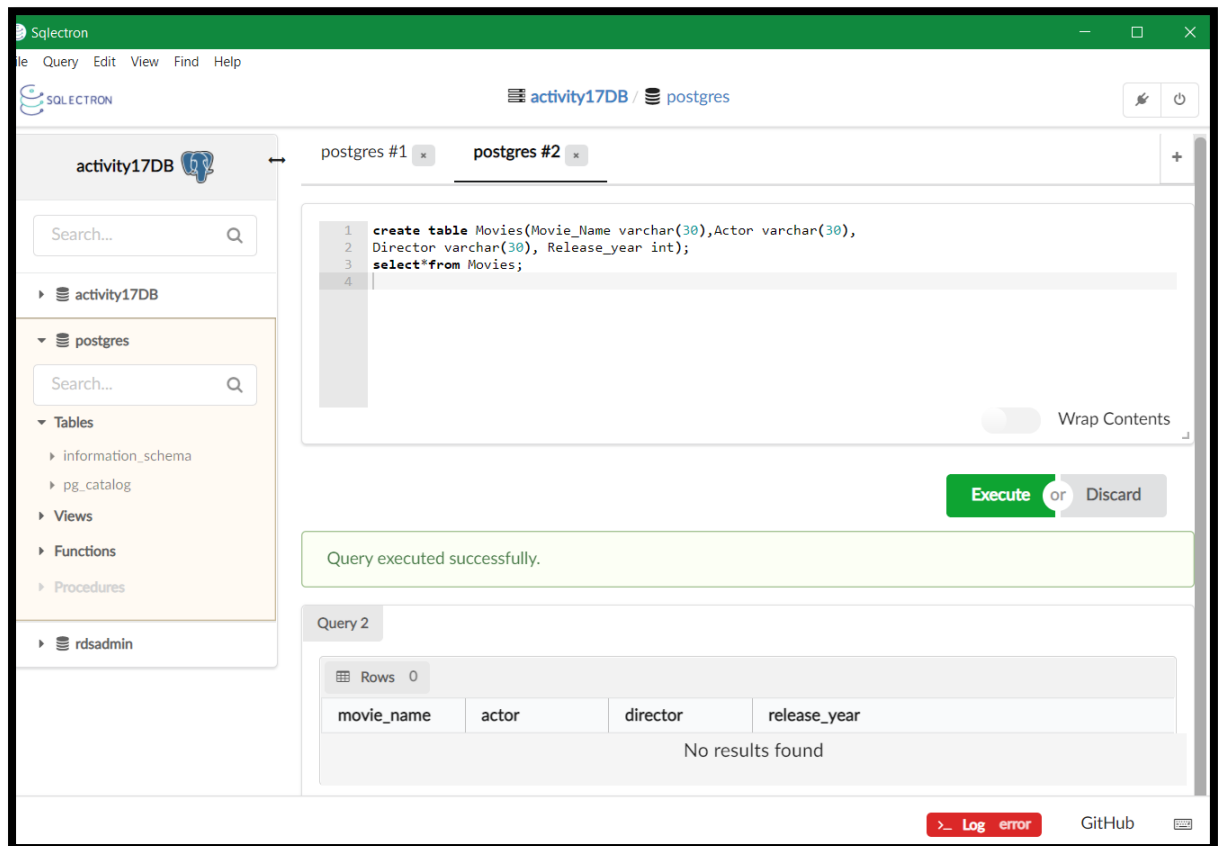 Sqlectron
ile Query Edit View Find Help
SQLECTRON
activity17DB / postgres
activity17DB
postgres #1 × postgres #2 ×
+
Search...
1 create table Movies(Movie_Name varchar(30),Actor varchar(30),
2 Director varchar(30), Release_year int);
3 select*from Movies;
4
activity17DB
postgres
Search...
Tables
information_schema
pg_catalog
Views
Functions
Procedures
rdsadmin
Wrap Contents
Execute or Discard
Query executed successfully.
Query 2
Rows 0
movie_name actor director release_year
No results found
>_ Log error GitHub